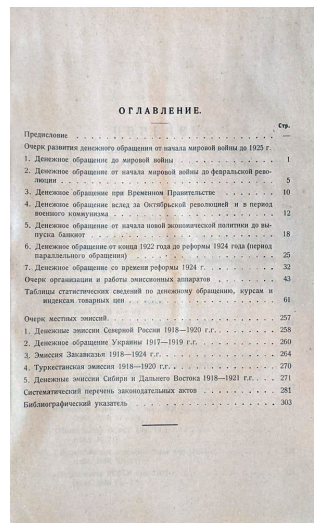 ОГЛАВЛЕНИЕ.
Стр.
Предисловие . . . . . . . . . . . . . . . . . . —
Очерк развития денежного обращения от начала мировой войны до 1925 г.
1. Денежное обращение до мировой войны . . . . . . . . . . 1
2. Денежное обращение от начала мировой войны до февральской рево-
люции . . . . . . . . . . . . . . . . . . 5
3. Денежное обращение при Временном Правительстве . . . . . . 10
4. Денежное обращение вслед за Октябрьской революцией и в период
военного коммунизма . . . . . . . . . . . . . . 12
5. Денежное обращение от начала новой экономической политики до вы-
пуска банкнот . . . . . . . . . . . . . . . . 18
6. Денежное обращение от конца 1922 года до реформы 1924 года (период
параллельного обращения) . . . . . . . . . . . . . 25
7. Денежное обращение со времени реформы 1924 г. . . . . . . . 32
Очерк организации и работы эмиссионных аппаратов . . . . . . . 43
Таблицы статистических сведений по денежному обращению, курсам и
индексам товарных цен . . . . . . . . . . . . . . 61
Очерк местных эмиссий. . . . . . . . . . . . . . . 257
1. Денежные эмиссии Северной Россия 1918—1920 г.г. . . . . . . 258
2. Денежное обращение Украины 1917—1919 г.г. . . . . . . . . 260
3. Эмиссия Закавказья 1918—1924 г.г. . . . . . . . . . . . 264
4. Туркестанская эмиссия 1918—1920 г.г. . . . . . . . . . . 270
5. Денежные эмиссии Сибири и Дальнего Востока 1918—1921 г.г. . . . 271
Систематический перечень законодательных актов . . . . . . . . 281
Библиографический указатель . . . . . . . . . . . . . 303